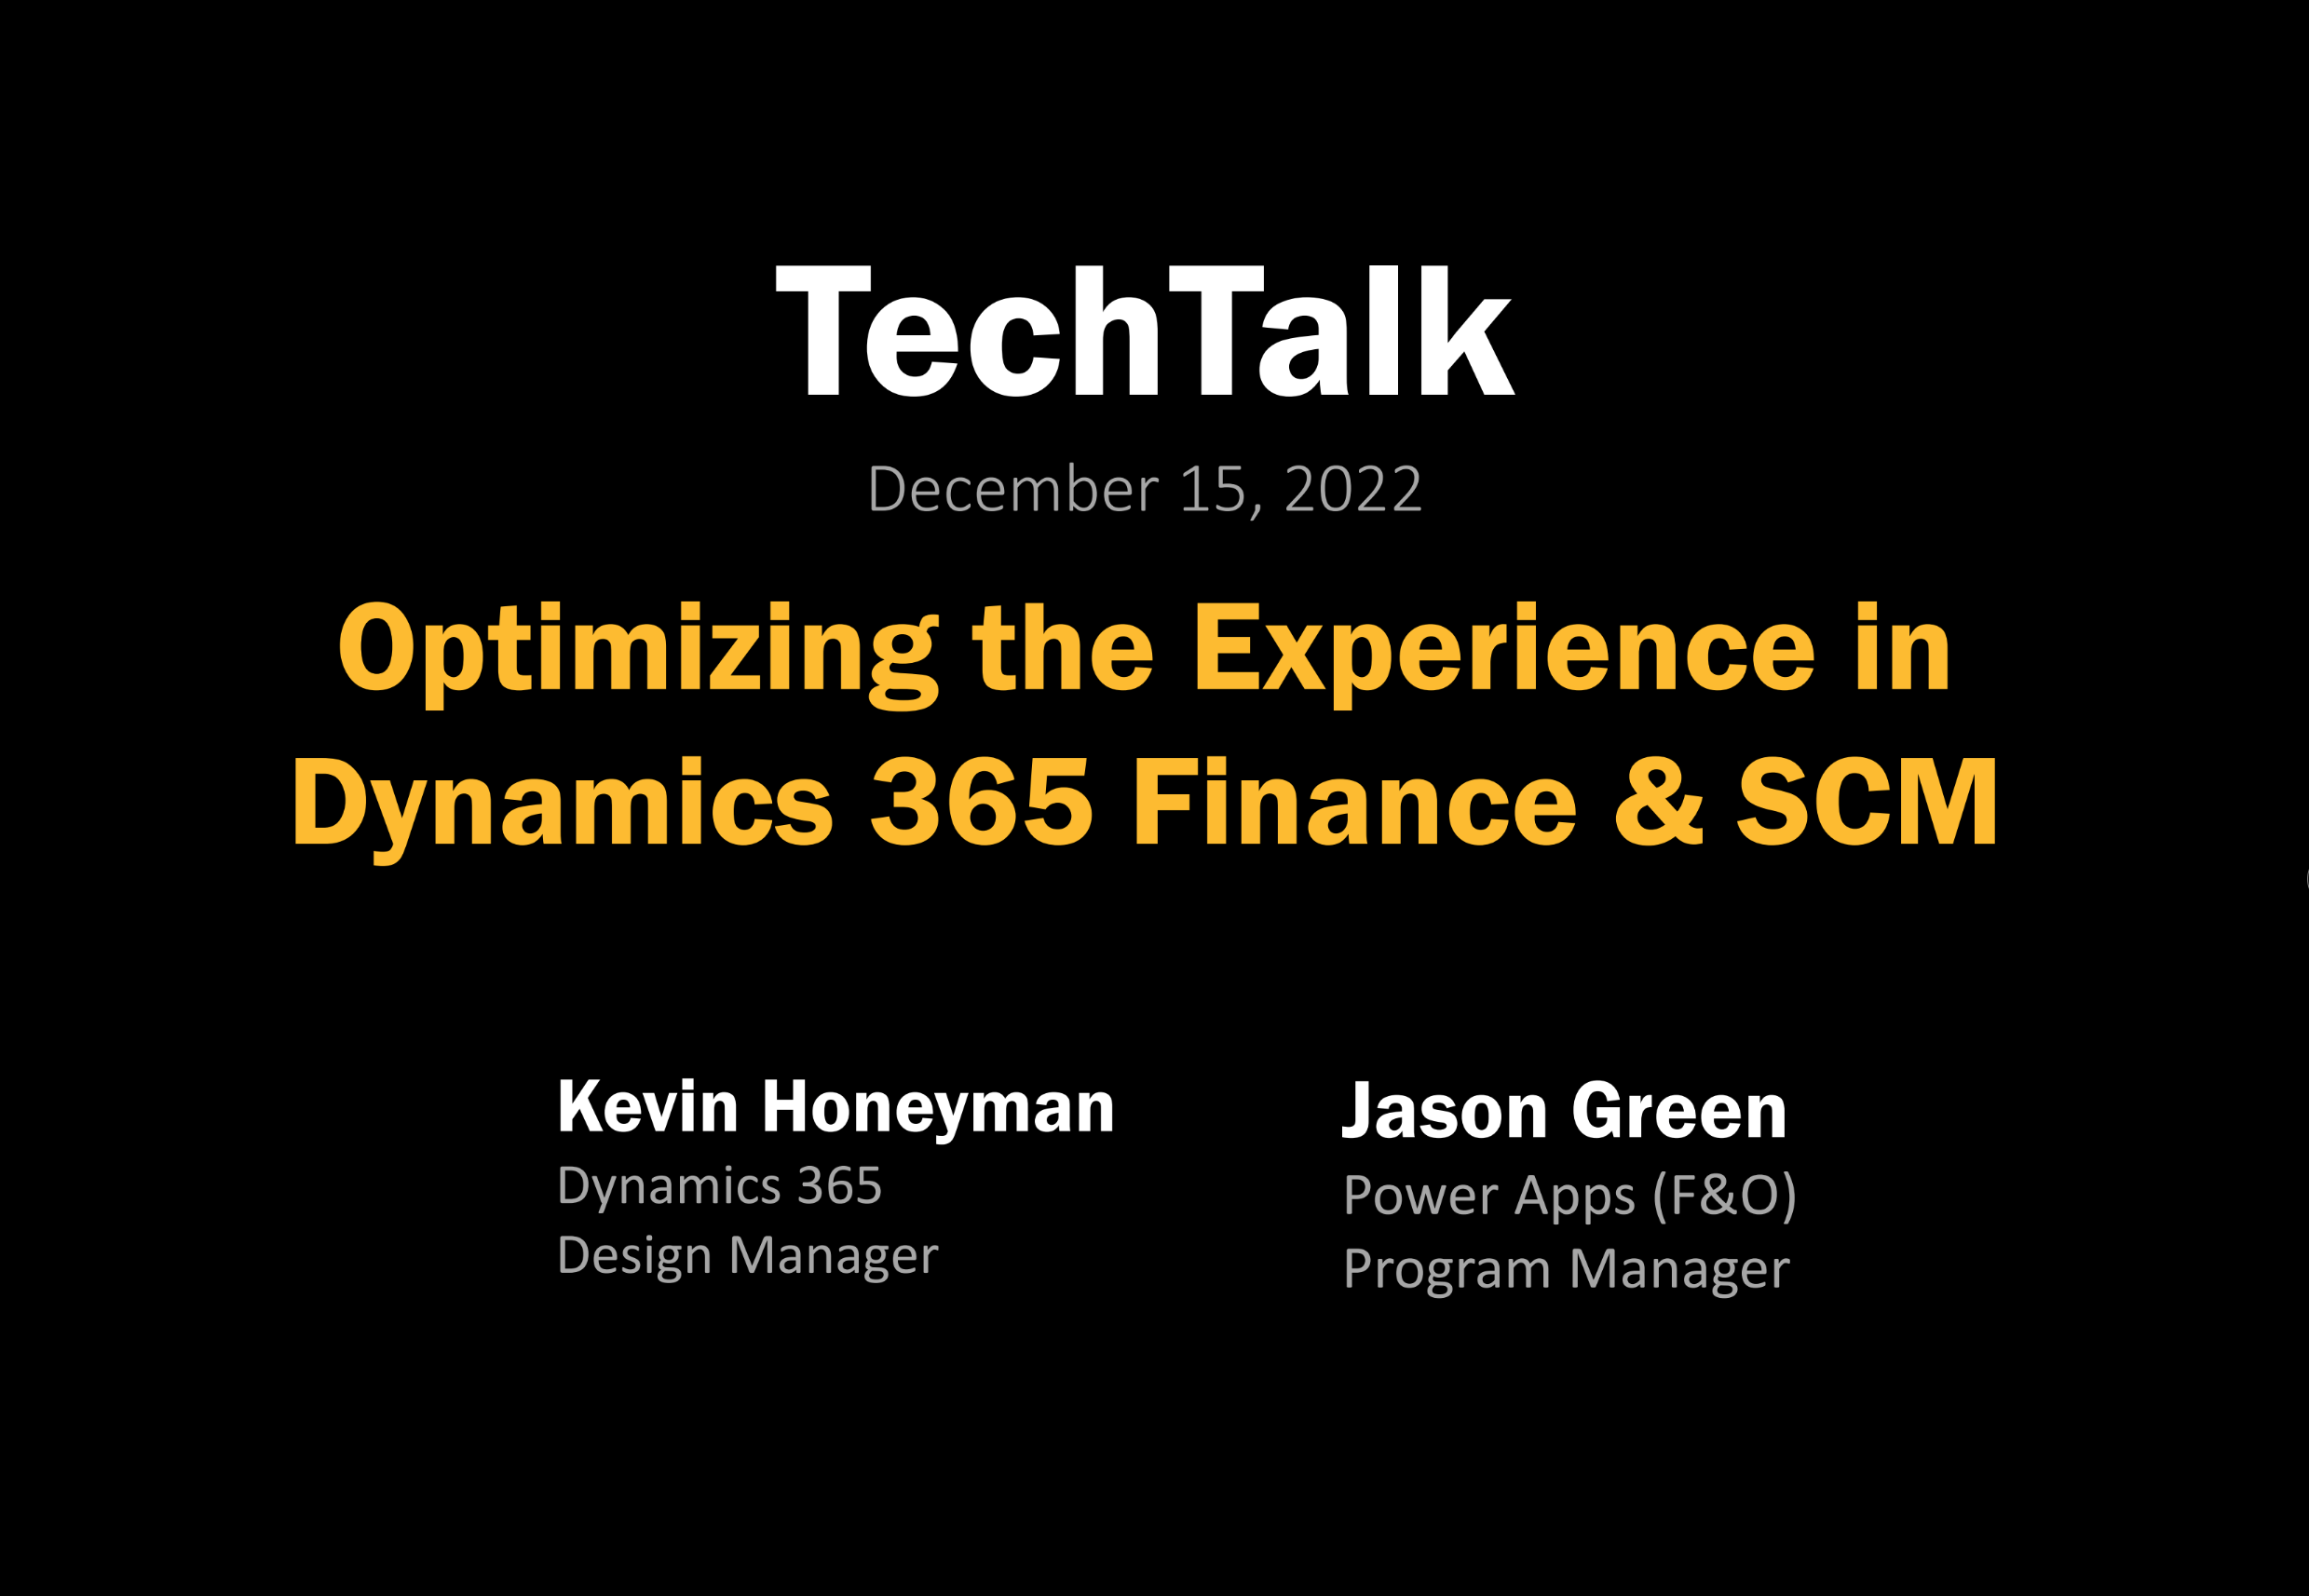 TechTalk
December 15, 2022
Optimizing the Experience in
Dynamics 365 Finance & SCM
Kevin Honeyman
Dynamics 365
Design Manager
Jason Green
Power Apps (F&O)
Program Manager